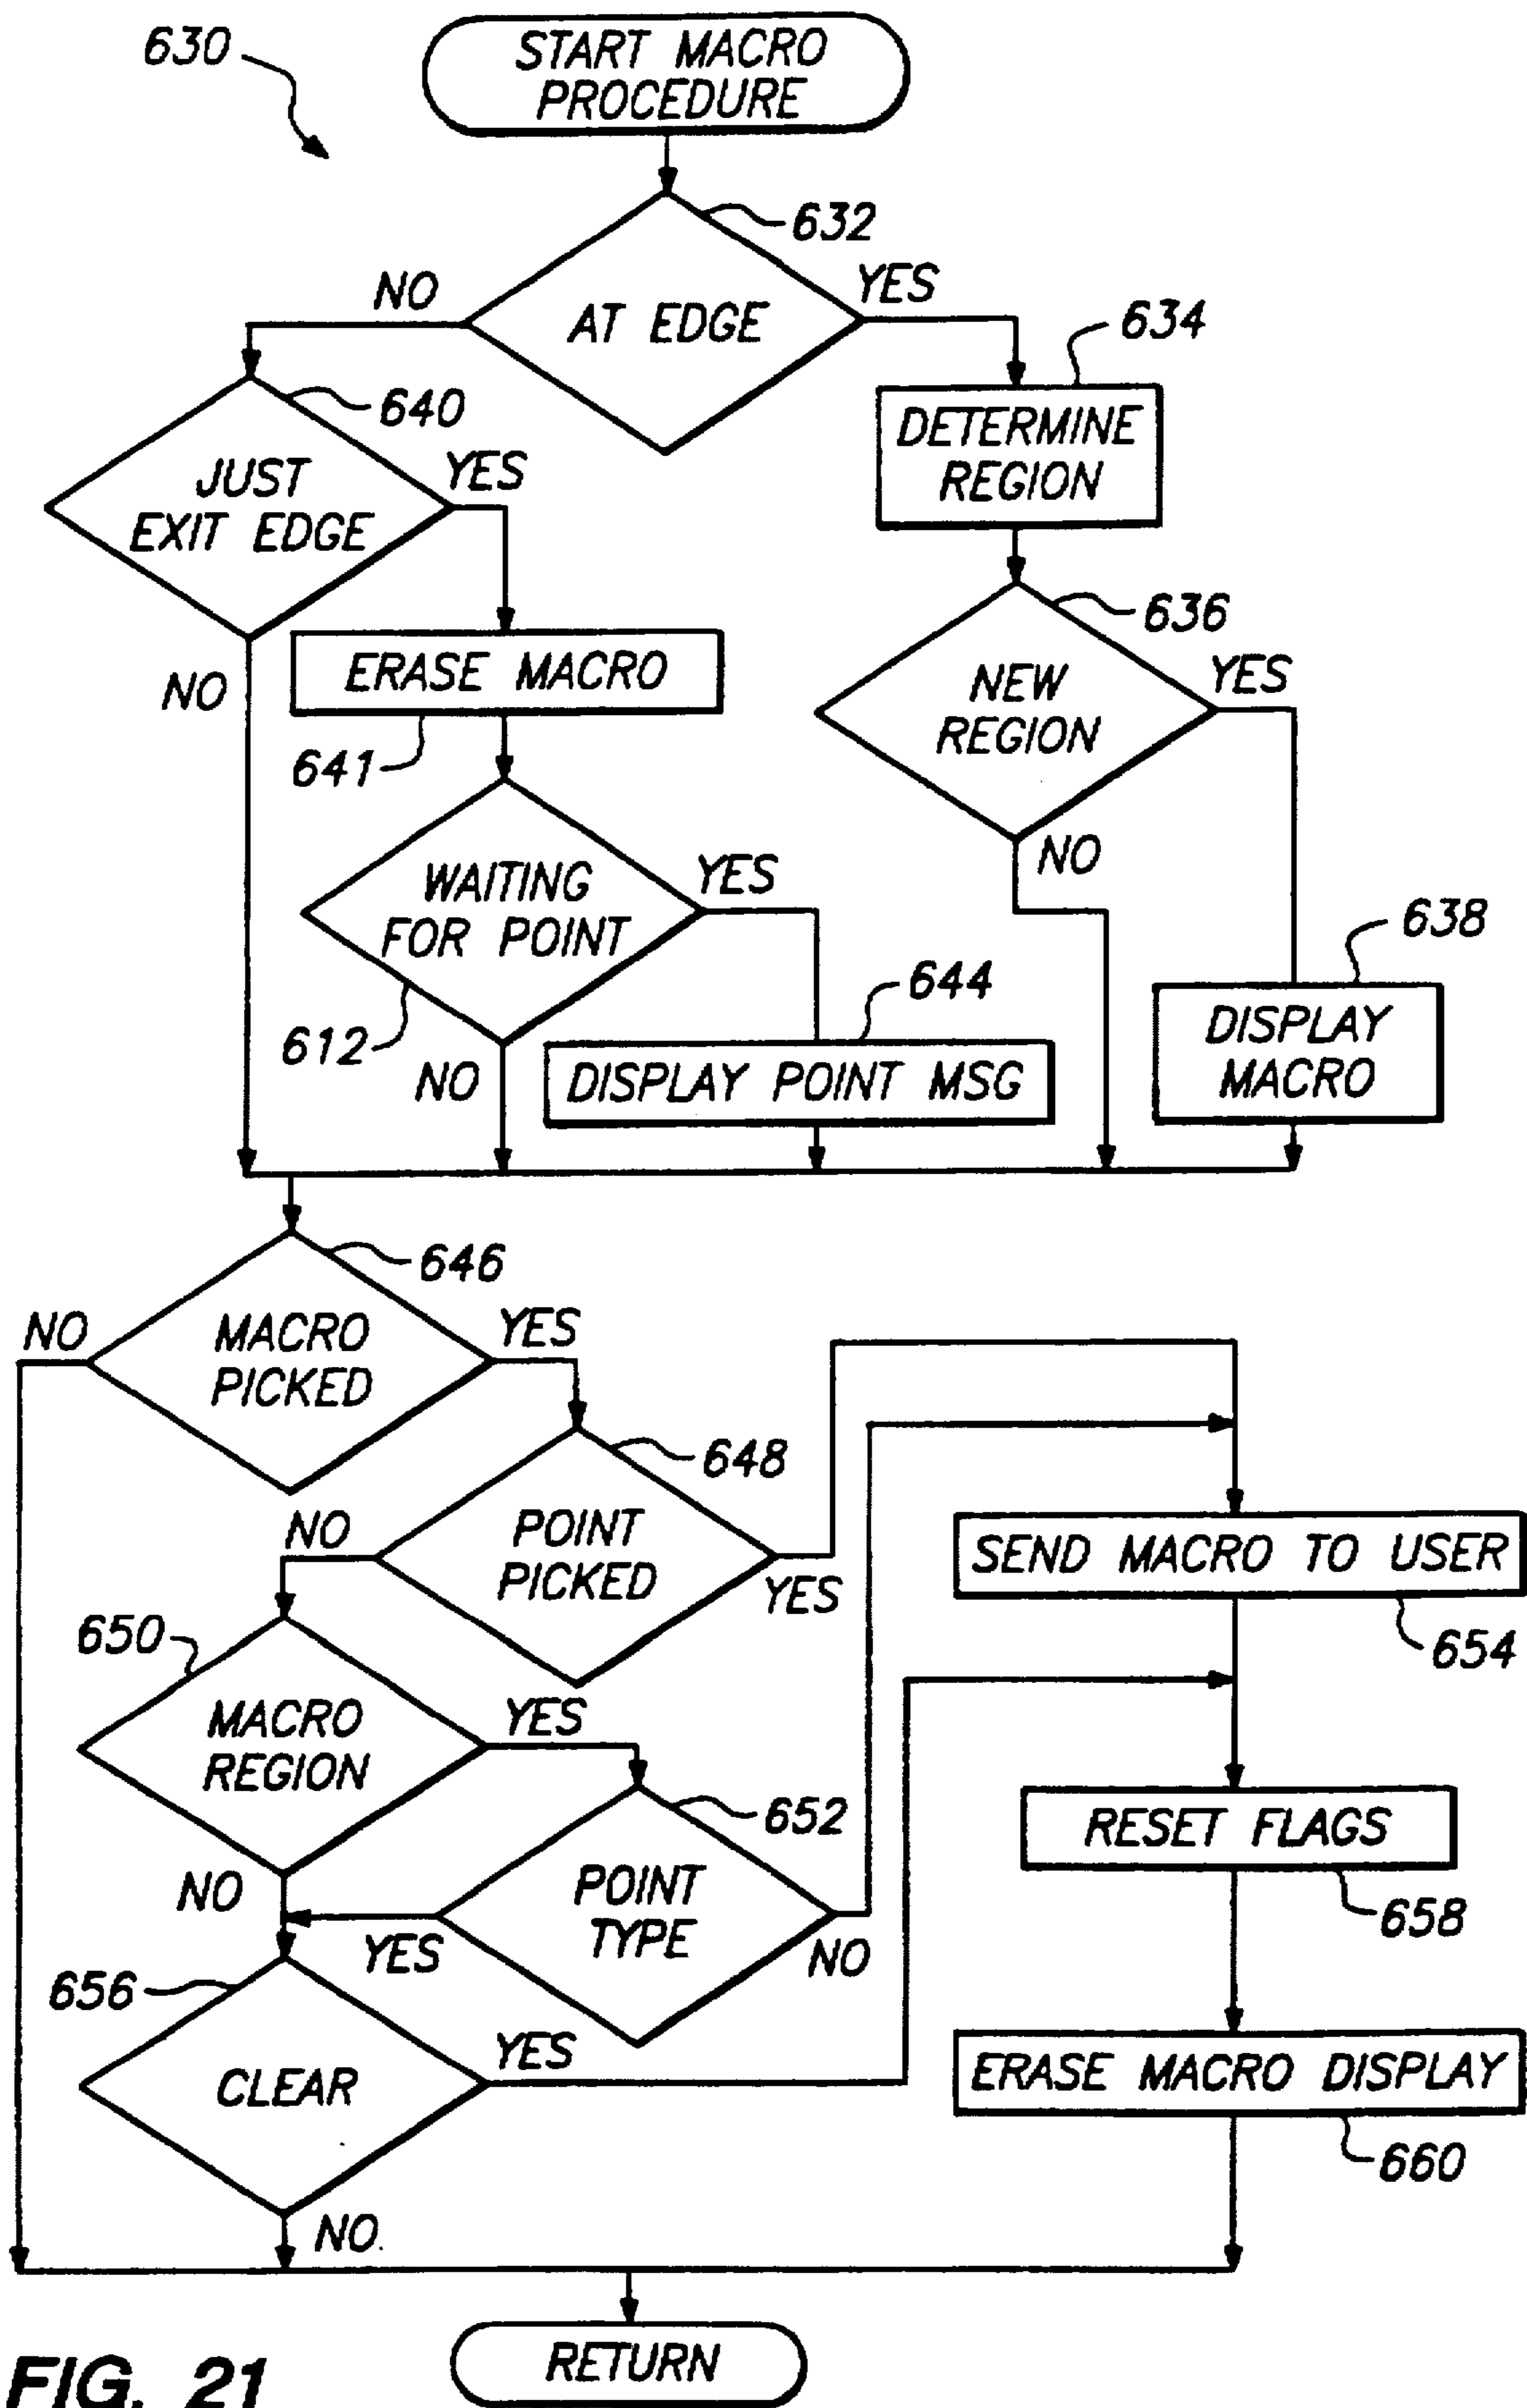 630
START MACRO
PROCEDURE
632
NO
AT EDGE
YES
634
DETERMINE
REGION
640
JUST
EXIT EDGE
YES
NO
636
NEW
REGION
YES
NO
ERASE MACRO
641
WAITING
FOR POINT
YES
612
NO
644
DISPLAY POINT MSG
638
DISPLAY
MACRO
646
NO
MACRO
PICKED
YES
648
NO
POINT
PICKED
YES
SEND MACRO TO USER
654
650
MACRO
REGION
YES
NO
652
POINT
TYPE
YES
NO
RESET FLAGS
658
656
CLEAR
YES
NO.
ERASE MACRO DISPLAY
660
RETURN
FIG. 21